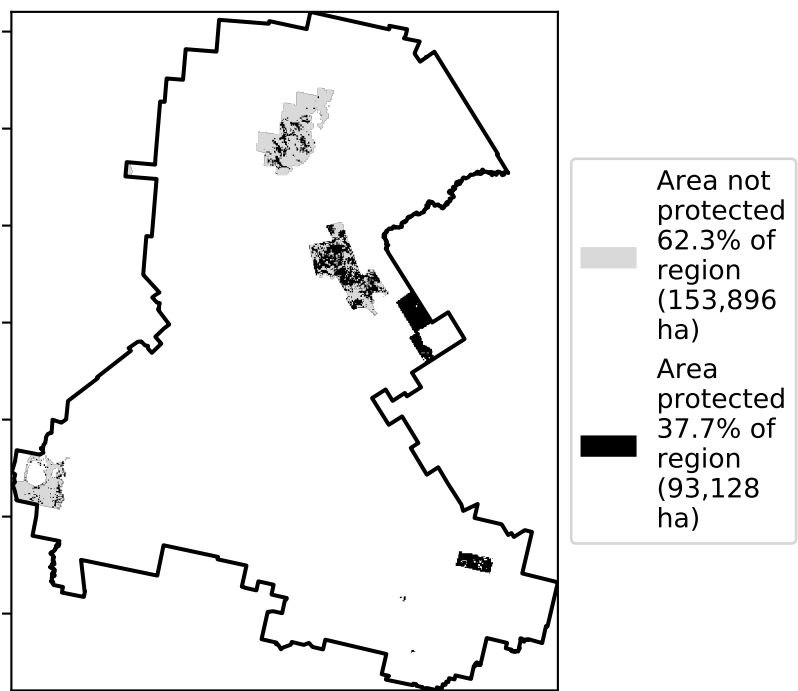 Area not
protected
62.3% of
region
(153,896
ha)
Area
protected
37.7% of
region
(93,128
ha)